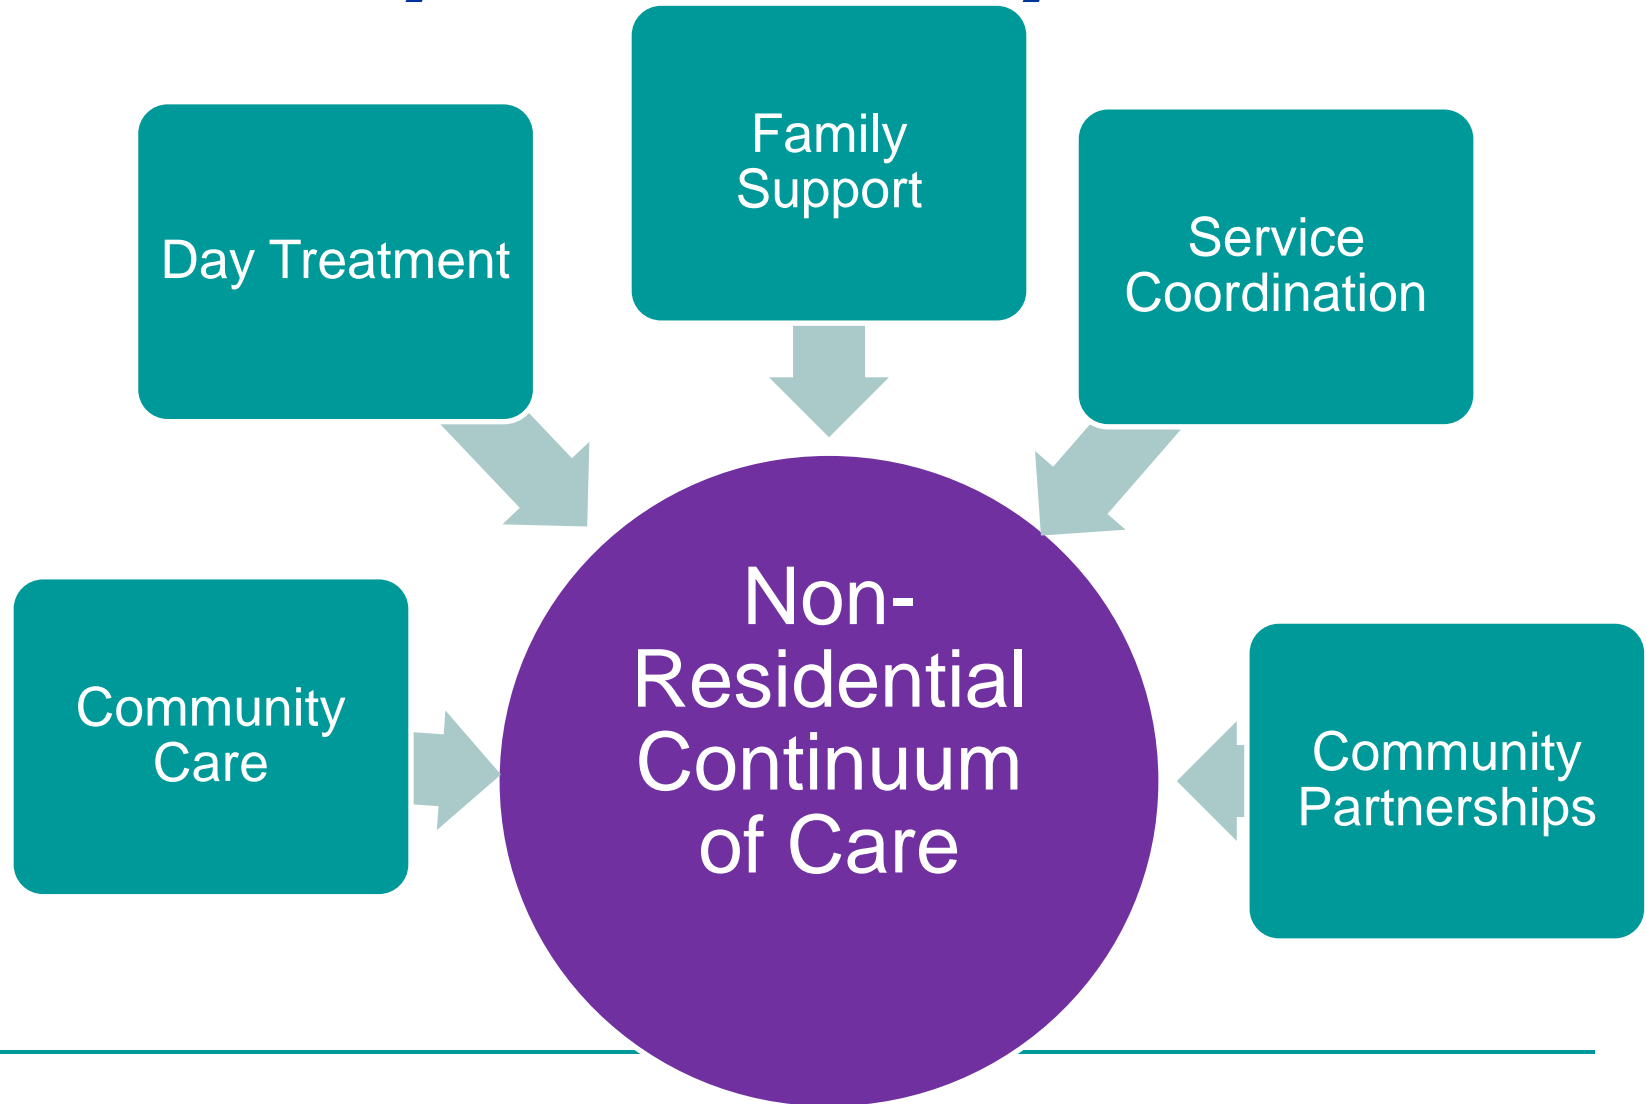 Family
Support
Day Treatment
Service
Coordination
Community
Care
Non-
Residential
Continuum
of Care
Community
Partnerships